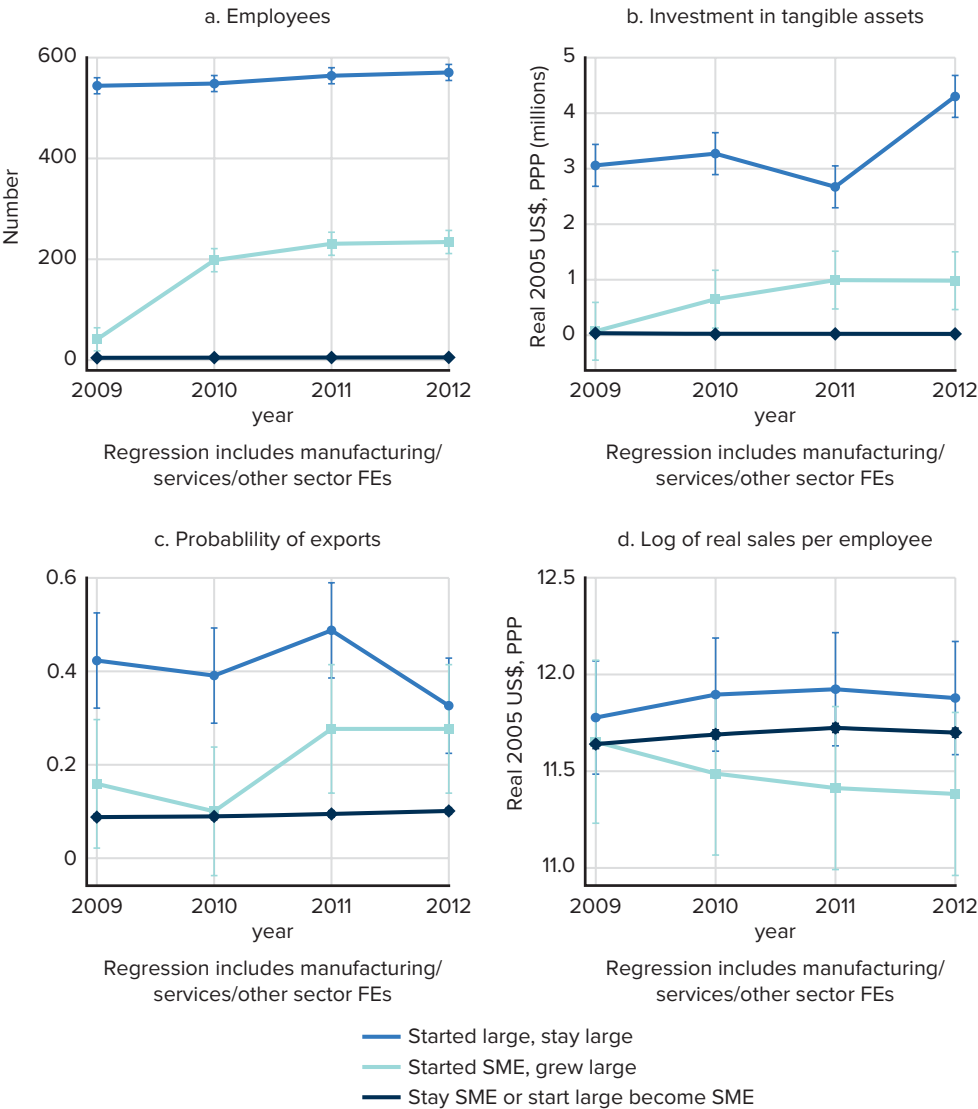 a. Employees
Number
600
400
200
0
2009 2010 2011 2012
year
Regression includes manufacturing/
services/other sector FEs
b. Investment in tangible assets
Real 2005 US$, PPP (millions)
5
4
3
2
1
0
2009 2010 2011 2012
year
Regression includes manufacturing/
services/other sector FEs
c. Probablility of exports
0.6
0.4
0.2
0
2009 2010 2011 2012
year
Regression includes manufacturing/
services/other sector FEs
d. Log of real sales per employee
Real 2005 US$, PPP
12.5
12.0
11.5
11.0
2009 2010 2011 2012
year
Regression includes manufacturing/
services/other sector FEs
Started large, stay large
Started SME, grew large
Stay SME or start large become SME